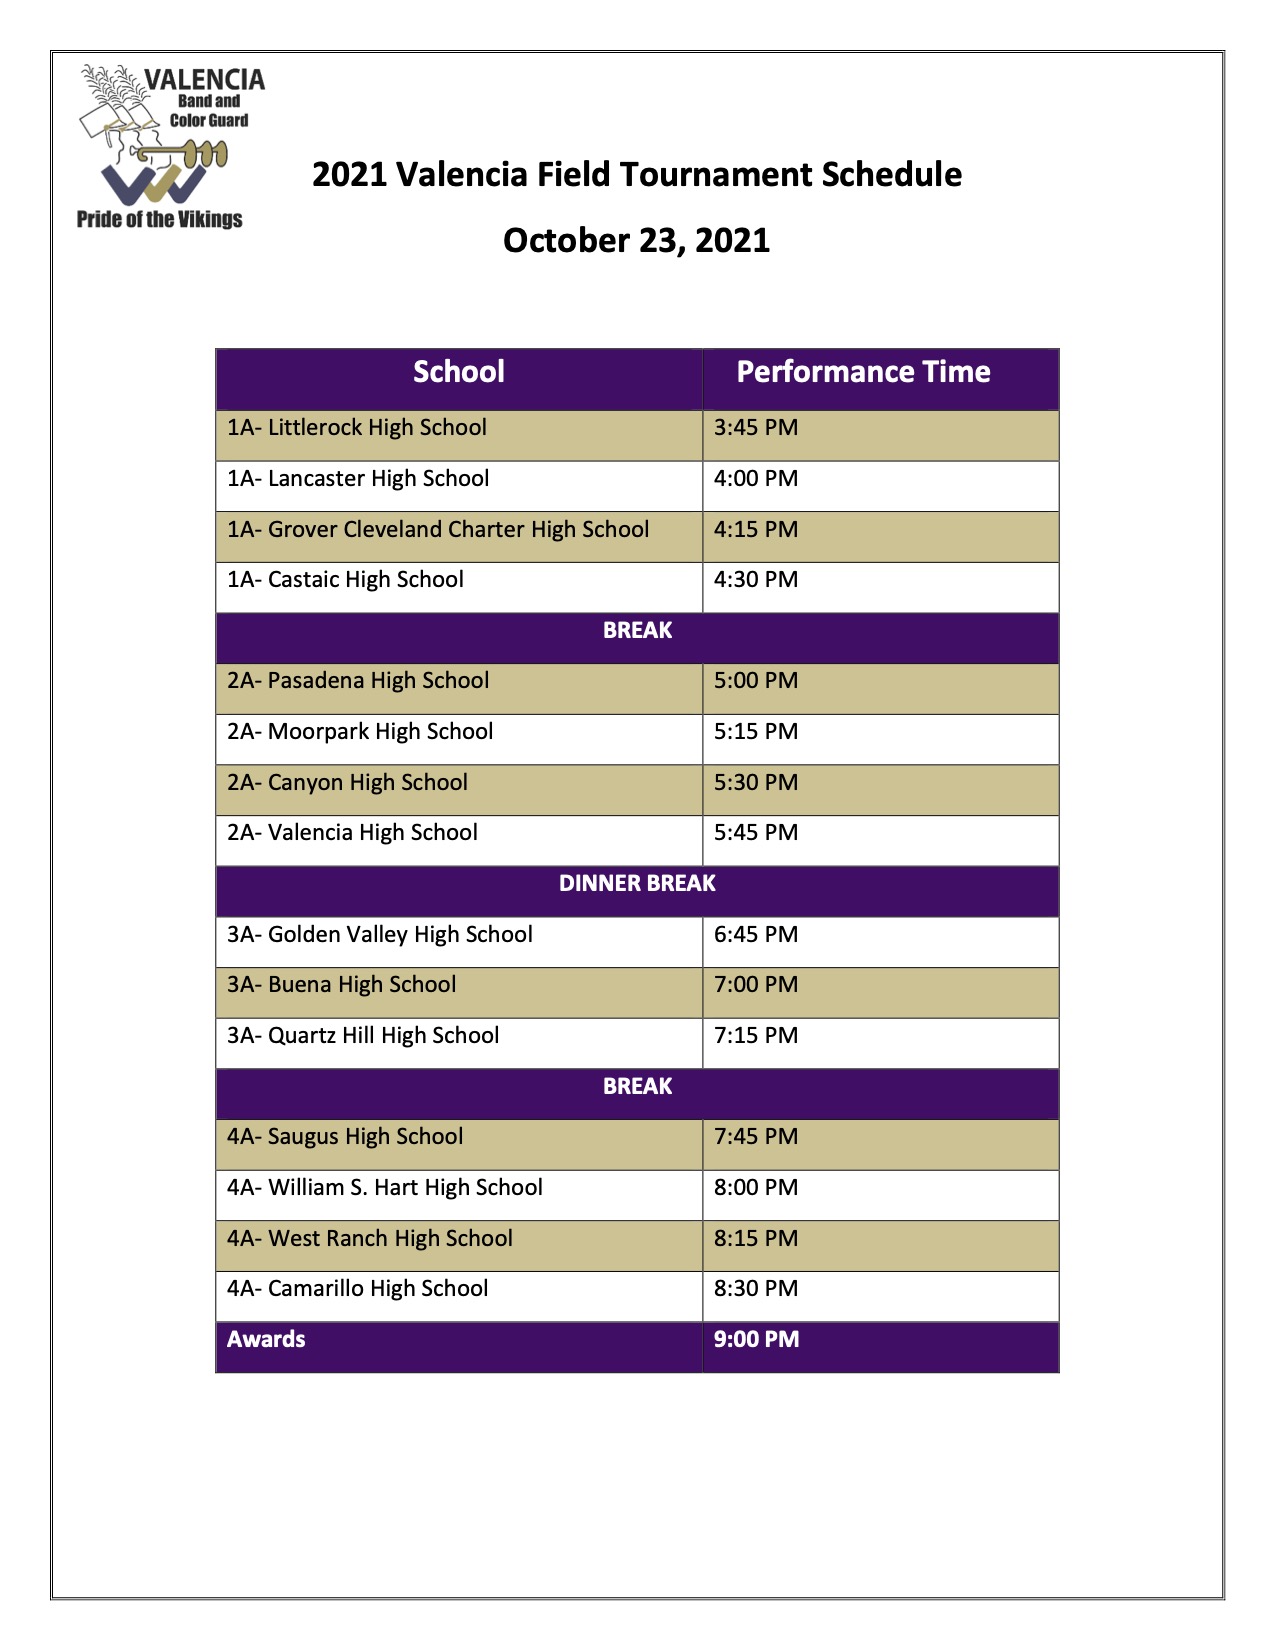 VALENCIA
Band and
Color Guard
Pride of the Vikings
2021 Valencia Field Tournament Schedule
October 23, 2021
School Performance Time
1A- Littlerock High School 3:45 PM
1A- Lancaster High School 4:00 PM
1A- Grover Cleveland Charter High School 4:15 PM
1A- Castaic High School 4:30 PM
BREAK
2A- Pasadena High School 5:00 PM
2A- Moorpark High School 5:15 PM
2A- Canyon High School 5:30 PM
2A- Valencia High School 5:45 PM
DINNER BREAK
3A- Golden Valley High School 6:45 PM
3A- Buena High School 7:00 PM
3A- Quartz Hill High School 7:15 PM
BREAK
4A- Saugus High School 7:45 PM
4A- William S. Hart High School 8:00 PM
4A- West Ranch High School 8:15 PM
4A- Camarillo High School 8:30 PM
Awards 9:00 PM